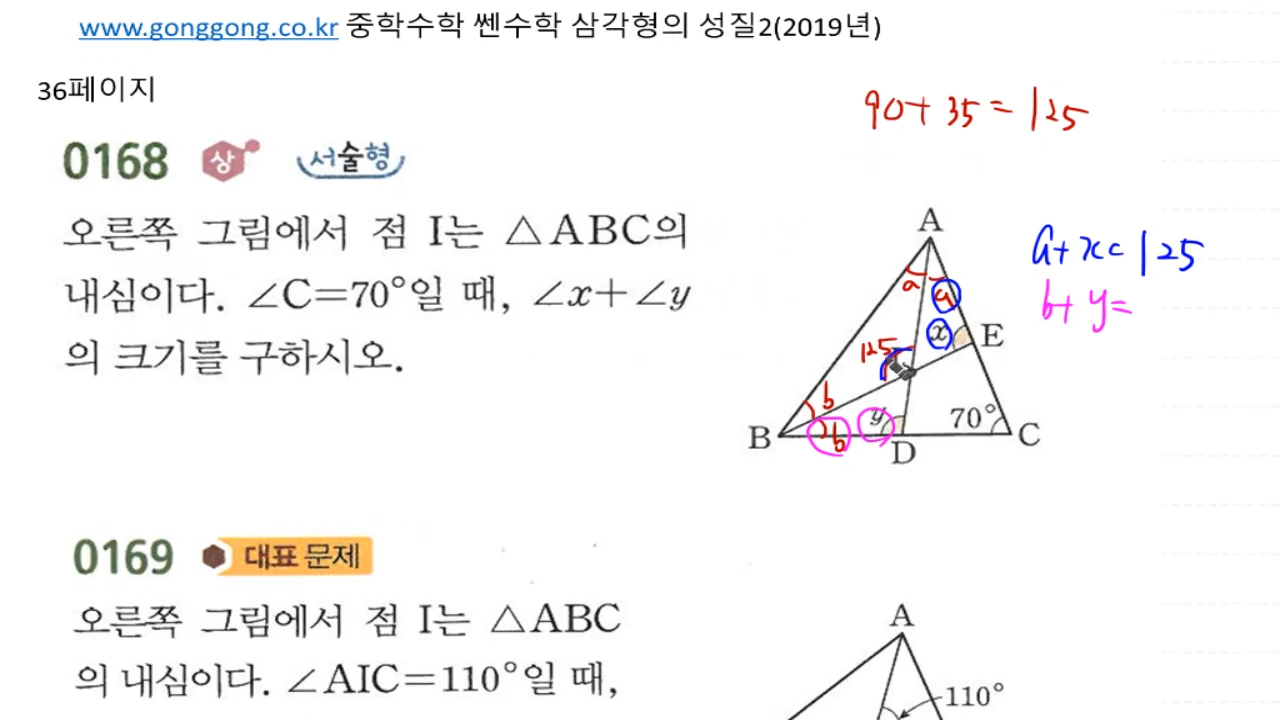 www.gonggong.co.kr 중학수학 쎈수학 삼각형의 성질2(2019년)
36페이지
90+ 35 = 125
0168 상 서술형
오른쪽 그림에서 점 I는 △ABC의
내심이다. ∠C=70°일 때, ∠x+∠y
의 크기를 구하시오.
A
a a
x E
125
b
B b y D 70° C
a+x=125
b+y=
0169 대표 문제
오른쪽 그림에서 점 I는 △ABC
의 내심이다. ∠AIC=110°일 때,
A
110°